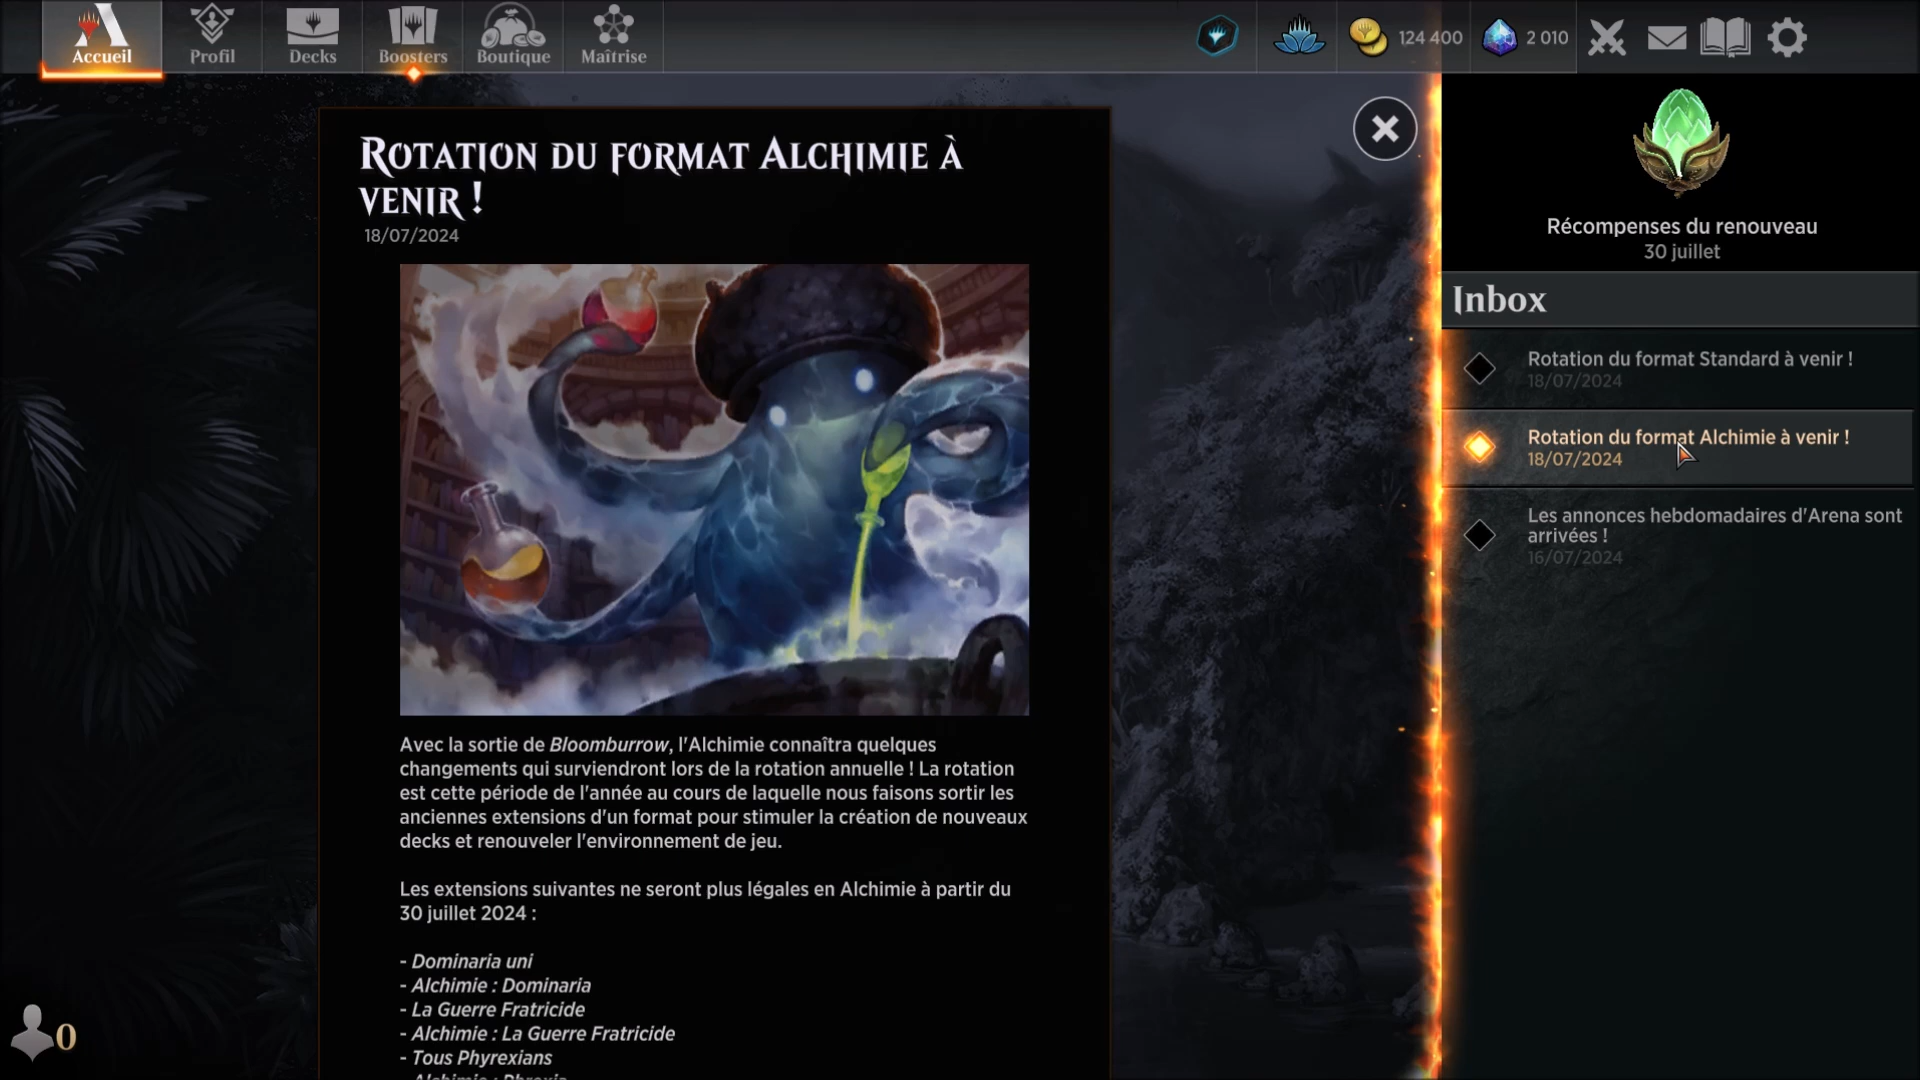 Accueil
Profil
Decks
Boosters
Boutique
Maîtrise
124 400
2 010
Rotation du format Alchimie à
venir !
18/07/2024
Avec la sortie de Bloomburrow, l'Alchimie connaîtra quelques
changements qui surviendront lors de la rotation annuelle ! La rotation
est cette période de l'année au cours de laquelle nous faisons sortir les
anciennes extensions d'un format pour stimuler la création de nouveaux
decks et renouveler l'environnement de jeu.
Les extensions suivantes ne seront plus légales en Alchimie à partir du
30 juillet 2024 :
- Dominaria uni
- Alchimie : Dominaria
- La Guerre Fratricide
- Alchimie : La Guerre Fratricide
- Tous Phyrexians
0
Récompenses du renouveau
30 juillet
Inbox
Rotation du format Standard à venir !
18/07/2024
Rotation du format Alchimie à venir !
18/07/2024
Les annonces hebdomadaires d'Arena sont
arrivées !
16/07/2024